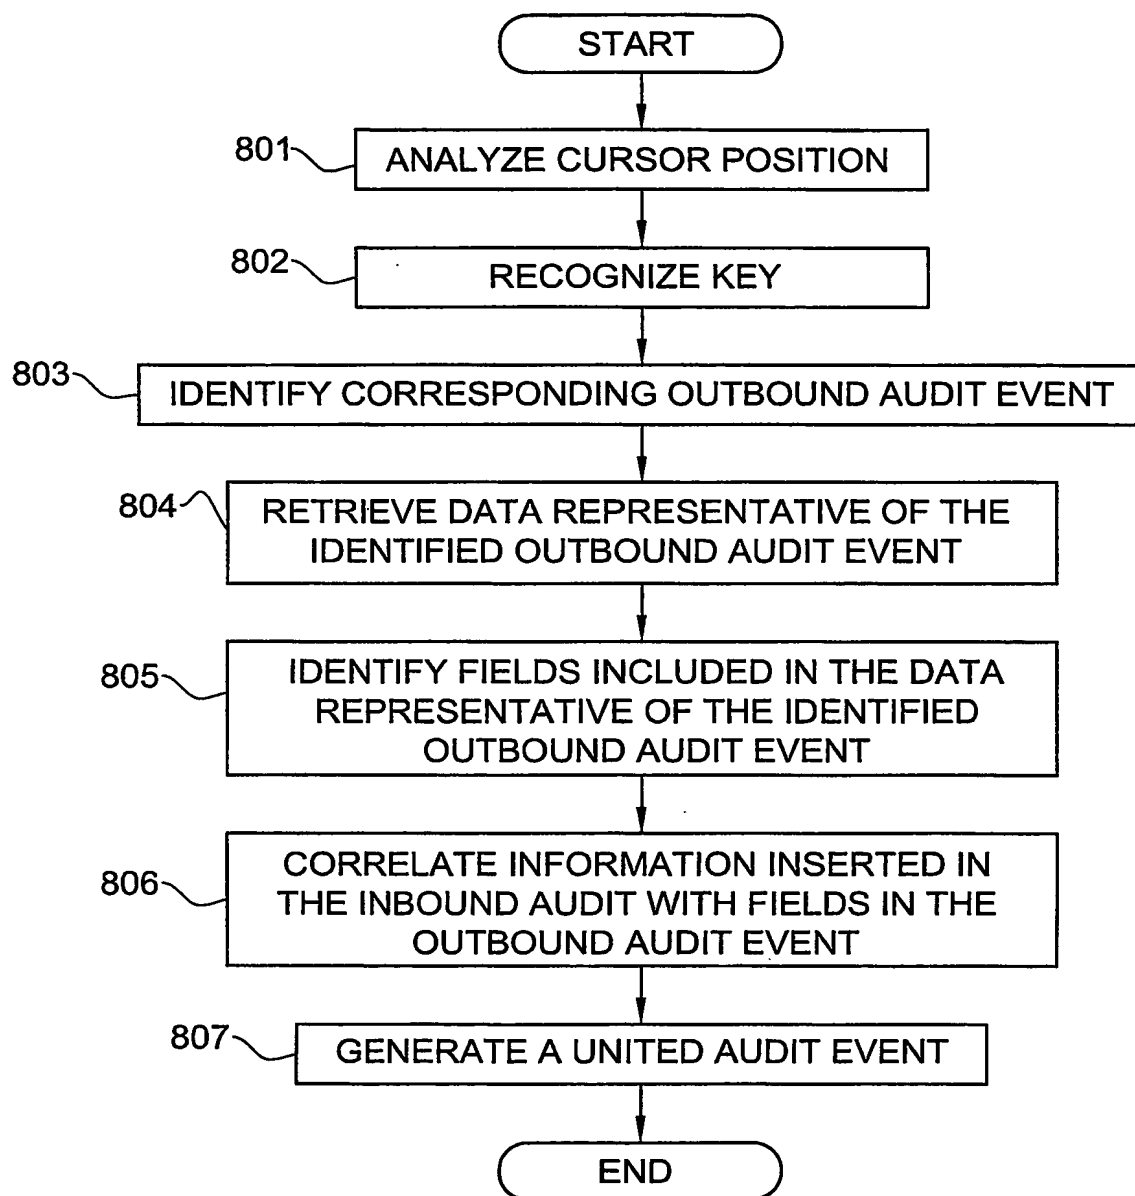 START
801
ANALYZE CURSOR POSITION
802
RECOGNIZE KEY
803
IDENTIFY CORRESPONDING OUTBOUND AUDIT EVENT
804
RETRIEVE DATA REPRESENTATIVE OF THE
IDENTIFIED OUTBOUND AUDIT EVENT
805
IDENTIFY FIELDS INCLUDED IN THE DATA
REPRESENTATIVE OF THE IDENTIFIED
OUTBOUND AUDIT EVENT
806
CORRELATE INFORMATION INSERTED IN
THE INBOUND AUDIT WITH FIELDS IN THE
OUTBOUND AUDIT EVENT
807
GENERATE A UNITED AUDIT EVENT
END